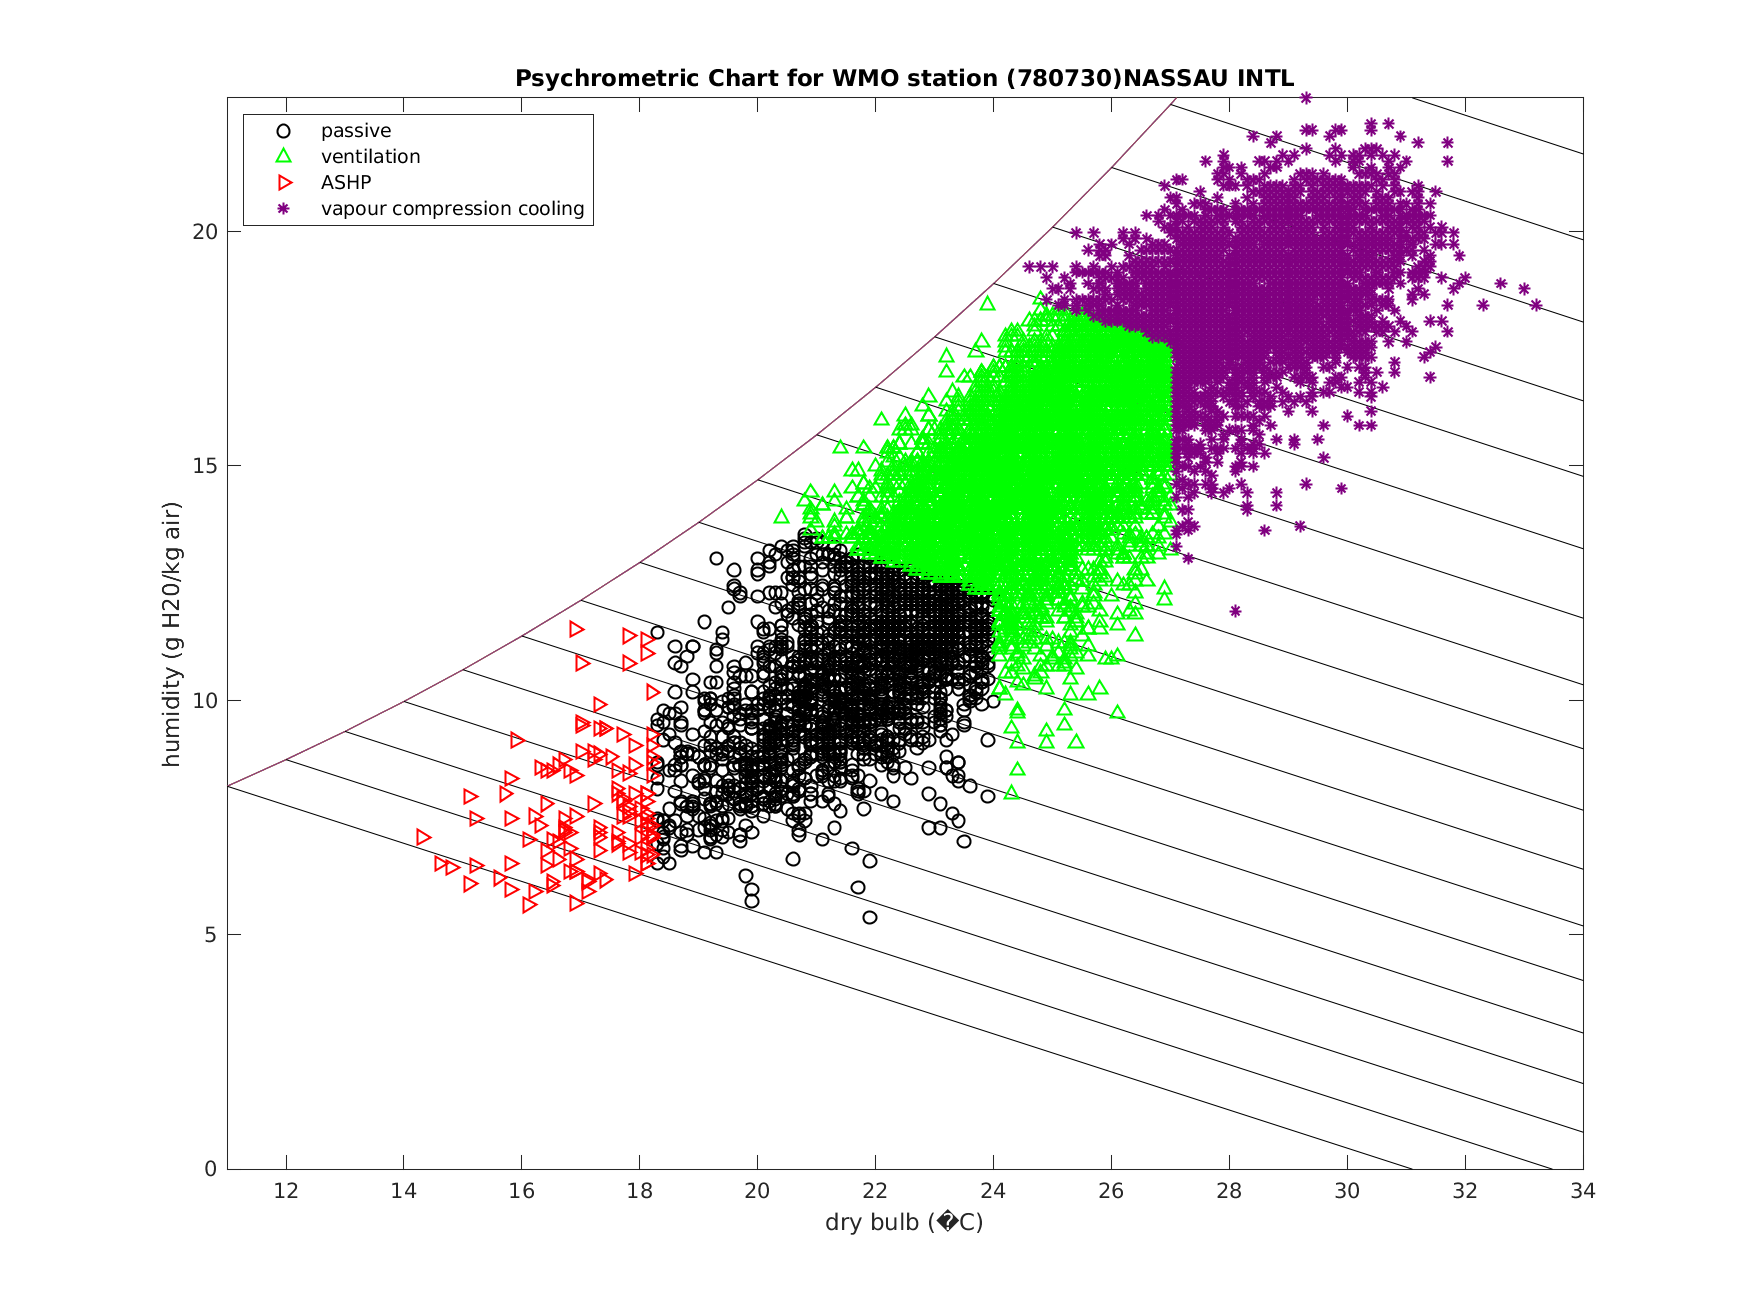 Psychrometric Chart for WMO station (780730)NASSAU INTL
passive
ventilation
ASHP
vapour compression cooling
humidity (g H20/kg air)
20
15
10
5
0
12 14 16 18 20 22 24 26 28 30 32 34
dry bulb (�C)